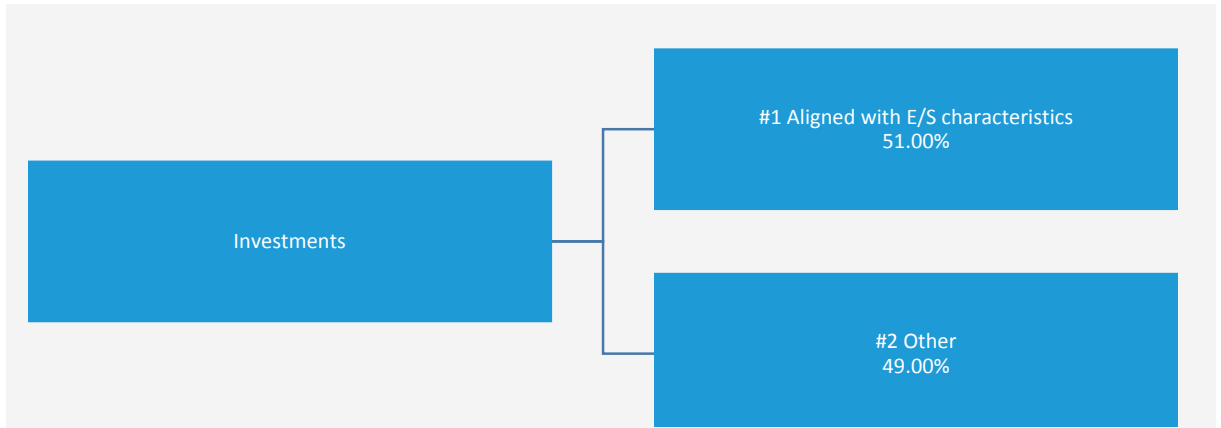 #1 Aligned with E/S characteristics
51.00%
Investments
#2 Other
49.00%